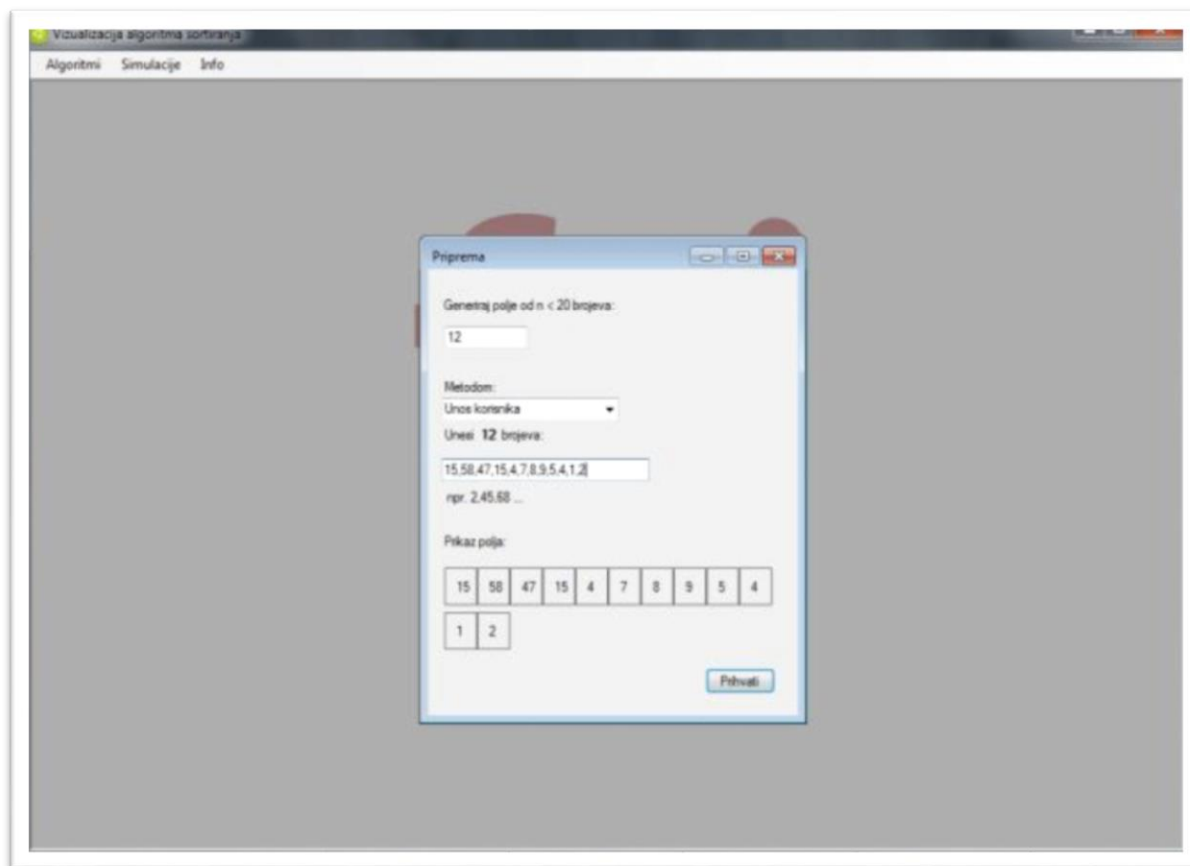 Vizualizacija algoritma sortiranja
Algoritmi Simulacije Info
Priprema
Generiraj polje od n < 20 brojeva:
12
Metodom:
Unos korisnika
Unesi 12 brojeva:
15,58,47,15,4,7,8,9,5,4,1,2
npr. 2,45,68 ...
Prikaz polja:
15 58 47 15 4 7 8 9 5 4
1 2
Prihvati